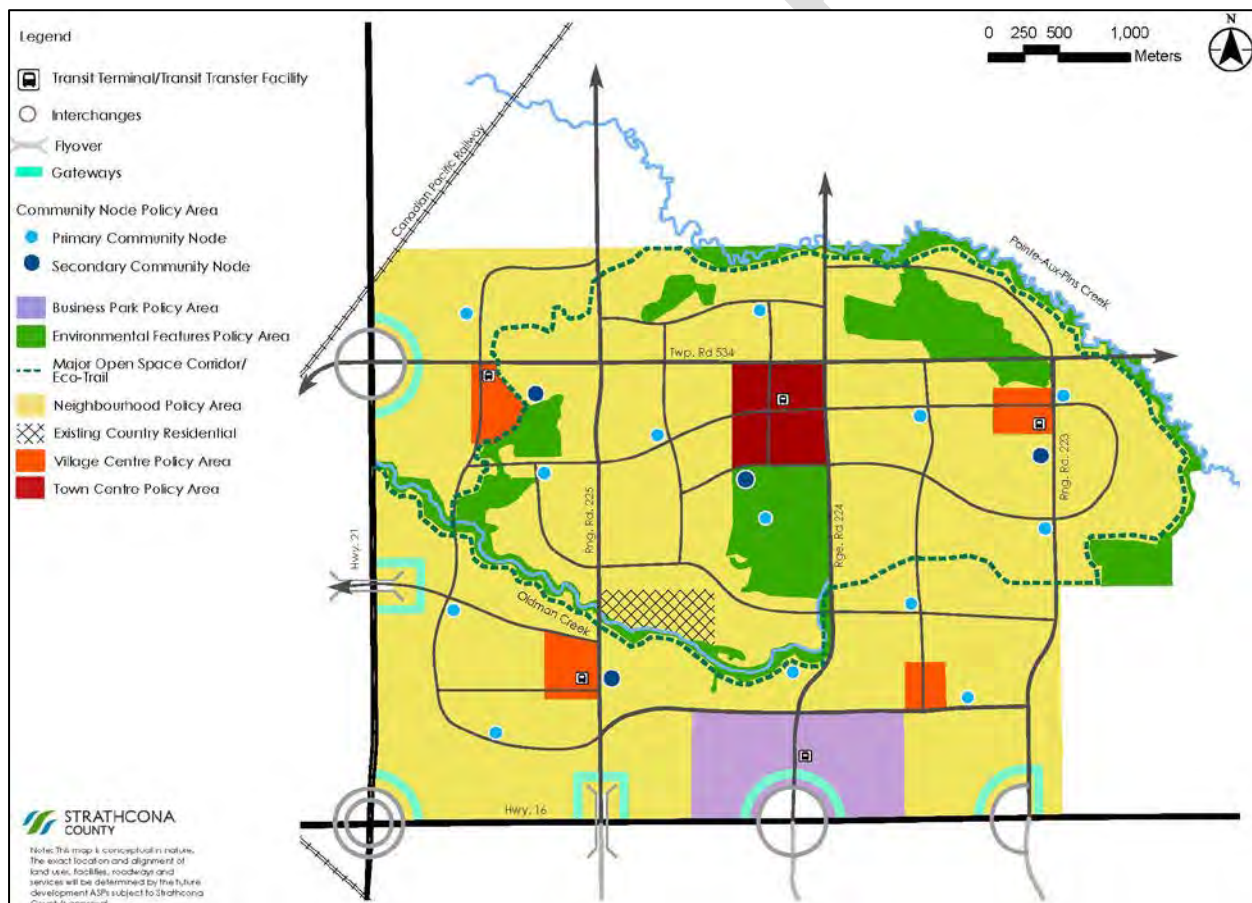 Legend
Transit Terminal/Transit Transfer Facility
Interchanges
Flyover
Gateways
Community Node Policy Area
Primary Community Node
Secondary Community Node
Business Park Policy Area
Environmental Features Policy Area
Major Open Space Corridor/
Eco-Trail
Neighbourhood Policy Area
Existing Country Residential
Village Centre Policy Area
Town Centre Policy Area
0 250 500 1,000
Meters
N
Canadian Pacific Railway
Pointe-Aux-Pins Creek
Twp. Rd 534
Rng. Rd. 225
Rge. Rd 224
Rng. Rd. 223
Hwy. 21
Oldman Creek
Hwy. 16
STRATHCONA
COUNTY
Note: This map is conceptual in nature.
The exact location and alignment of
land uses, facilities, roadways and
services will be determined by the future
development ASPs subject to Strathcona